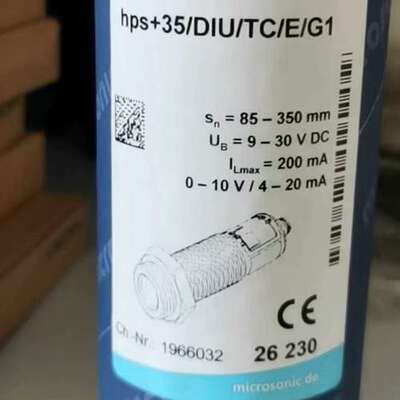 hps+35/DIU/TC/E/G1
sn = 85 – 350 mm
UB = 9 – 30 V DC
ILmax = 200 mA
0 – 10 V / 4 – 20 mA
CE
Ch.-Nr. 1966032 26 230
microsonic.de